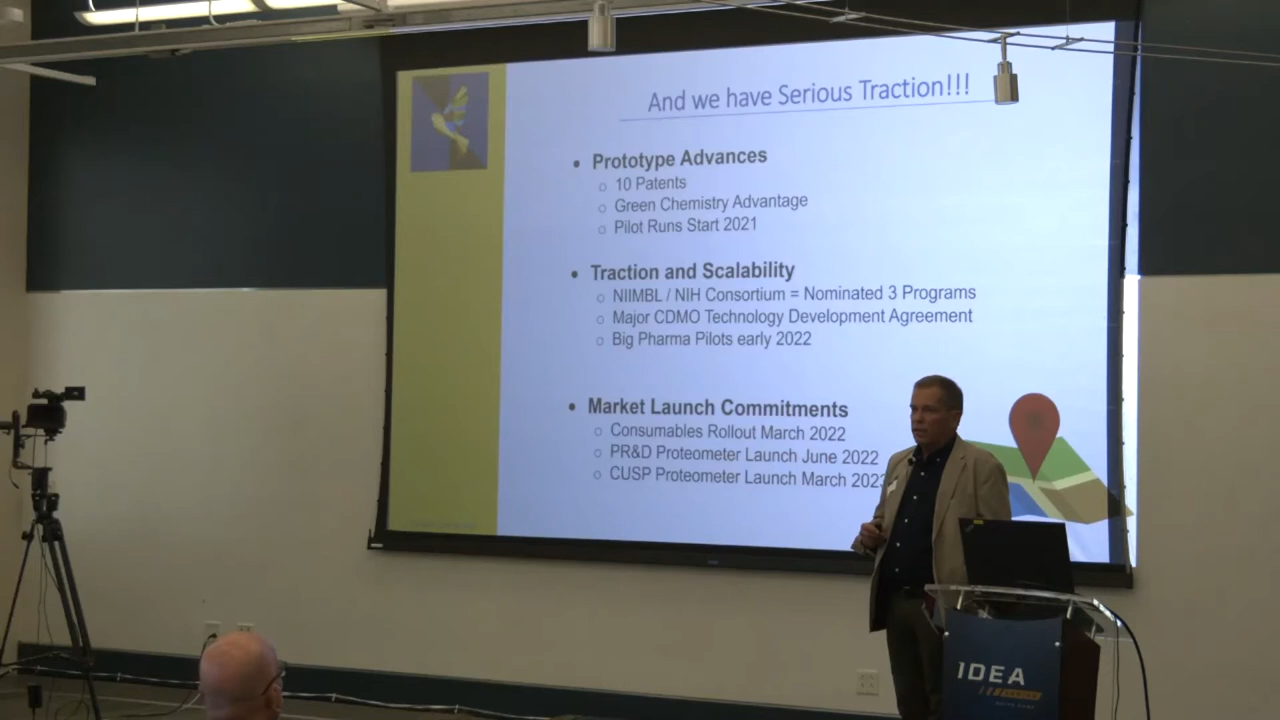 And we have Serious Traction!!!
• Prototype Advances
○ 10 Patents
○ Green Chemistry Advantage
○ Pilot Runs Start 2021
• Traction and Scalability
○ NIIMBL / NIH Consortium = Nominated 3 Programs
○ Major CDMO Technology Development Agreement
○ Big Pharma Pilots early 2022
• Market Launch Commitments
○ Consumables Rollout March 2022
○ PR&D Proteometer Launch June 2022
○ CUSP Proteometer Launch March 2023
IDEA